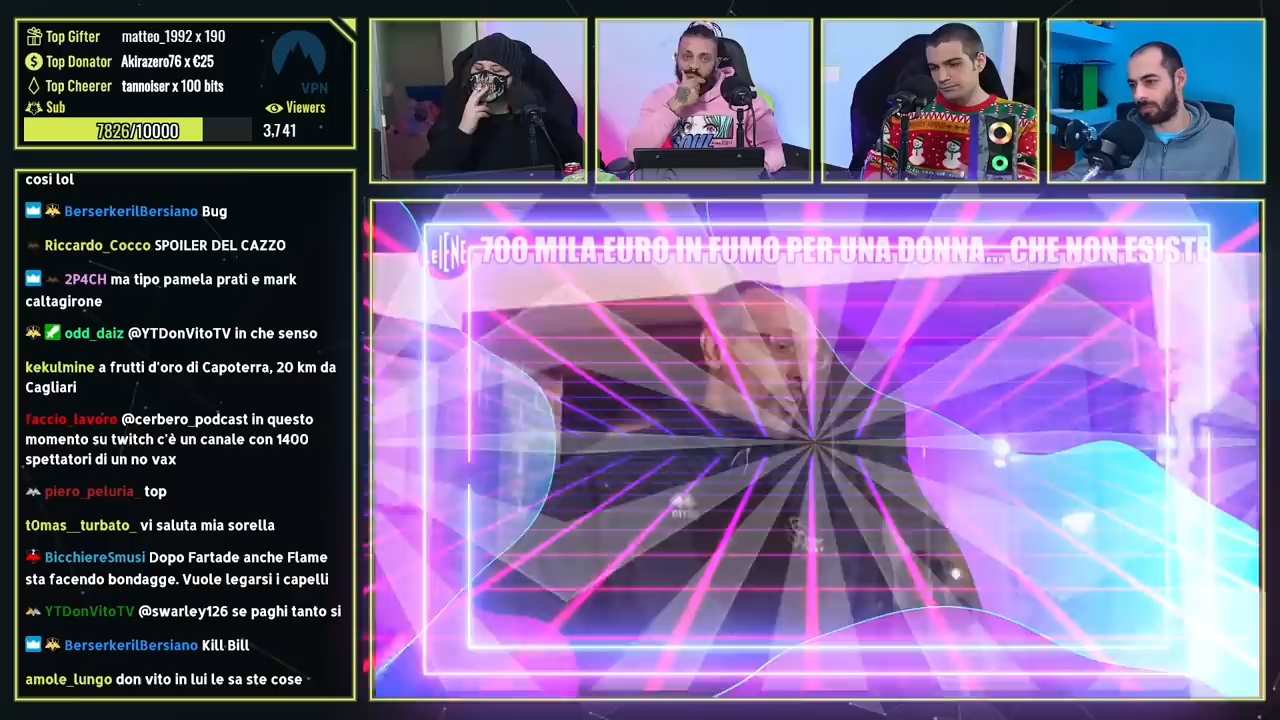 Top Gifter matteo_1992 x 190
Top Donator Akirazero76 x €25
Top Cheerer tannoiser x 100 bits
VPN
Sub Viewers
7826/10000 3,741
cosi lol
BerserkerilBersiano Bug
Riccardo_Cocco SPOILER DEL CAZZO
2P4CH ma tipo pamela prati e mark
caltagirone
odd_daiz @YTDonVitoTV in che senso
kekulmine a frutti d'oro di Capoterra, 20 km da
Cagliari
faccio_lavoro @cerbero_podcast in questo
momento su twitch c'è un canale con 1400
spettatori di un no vax
piero_peluria_ top
t0mas__turbato_ vi saluta mia sorella
BicchiereSmusi Dopo Fartade anche Flame
sta facendo bondagge. Vuole legarsi i capelli
YTDonVitoTV @swarley126 se paghi tanto si
BerserkerilBersiano Kill Bill
amole_lungo don vito in lui le sa ste cose
SOUL
LE IENE 700 MILA EURO IN FUMO PER UNA DONNA... CHE NON ESISTE